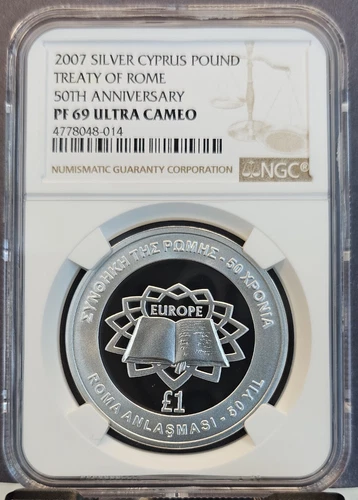 2007 SILVER CYPRUS POUND
TREATY OF ROME
50TH ANNIVERSARY
PF 69 ULTRA CAMEO
4778048-014
NUMISMATIC GUARANTY CORPORATION
NGC®
ΣΥΝΘΗΚΗ ΤΗΣ ΡΩΜΗΣ - 50 ΧΡΟΝΙΑ
EUROPE
£1
ROMA ANLAŞMASI - 50 YIL